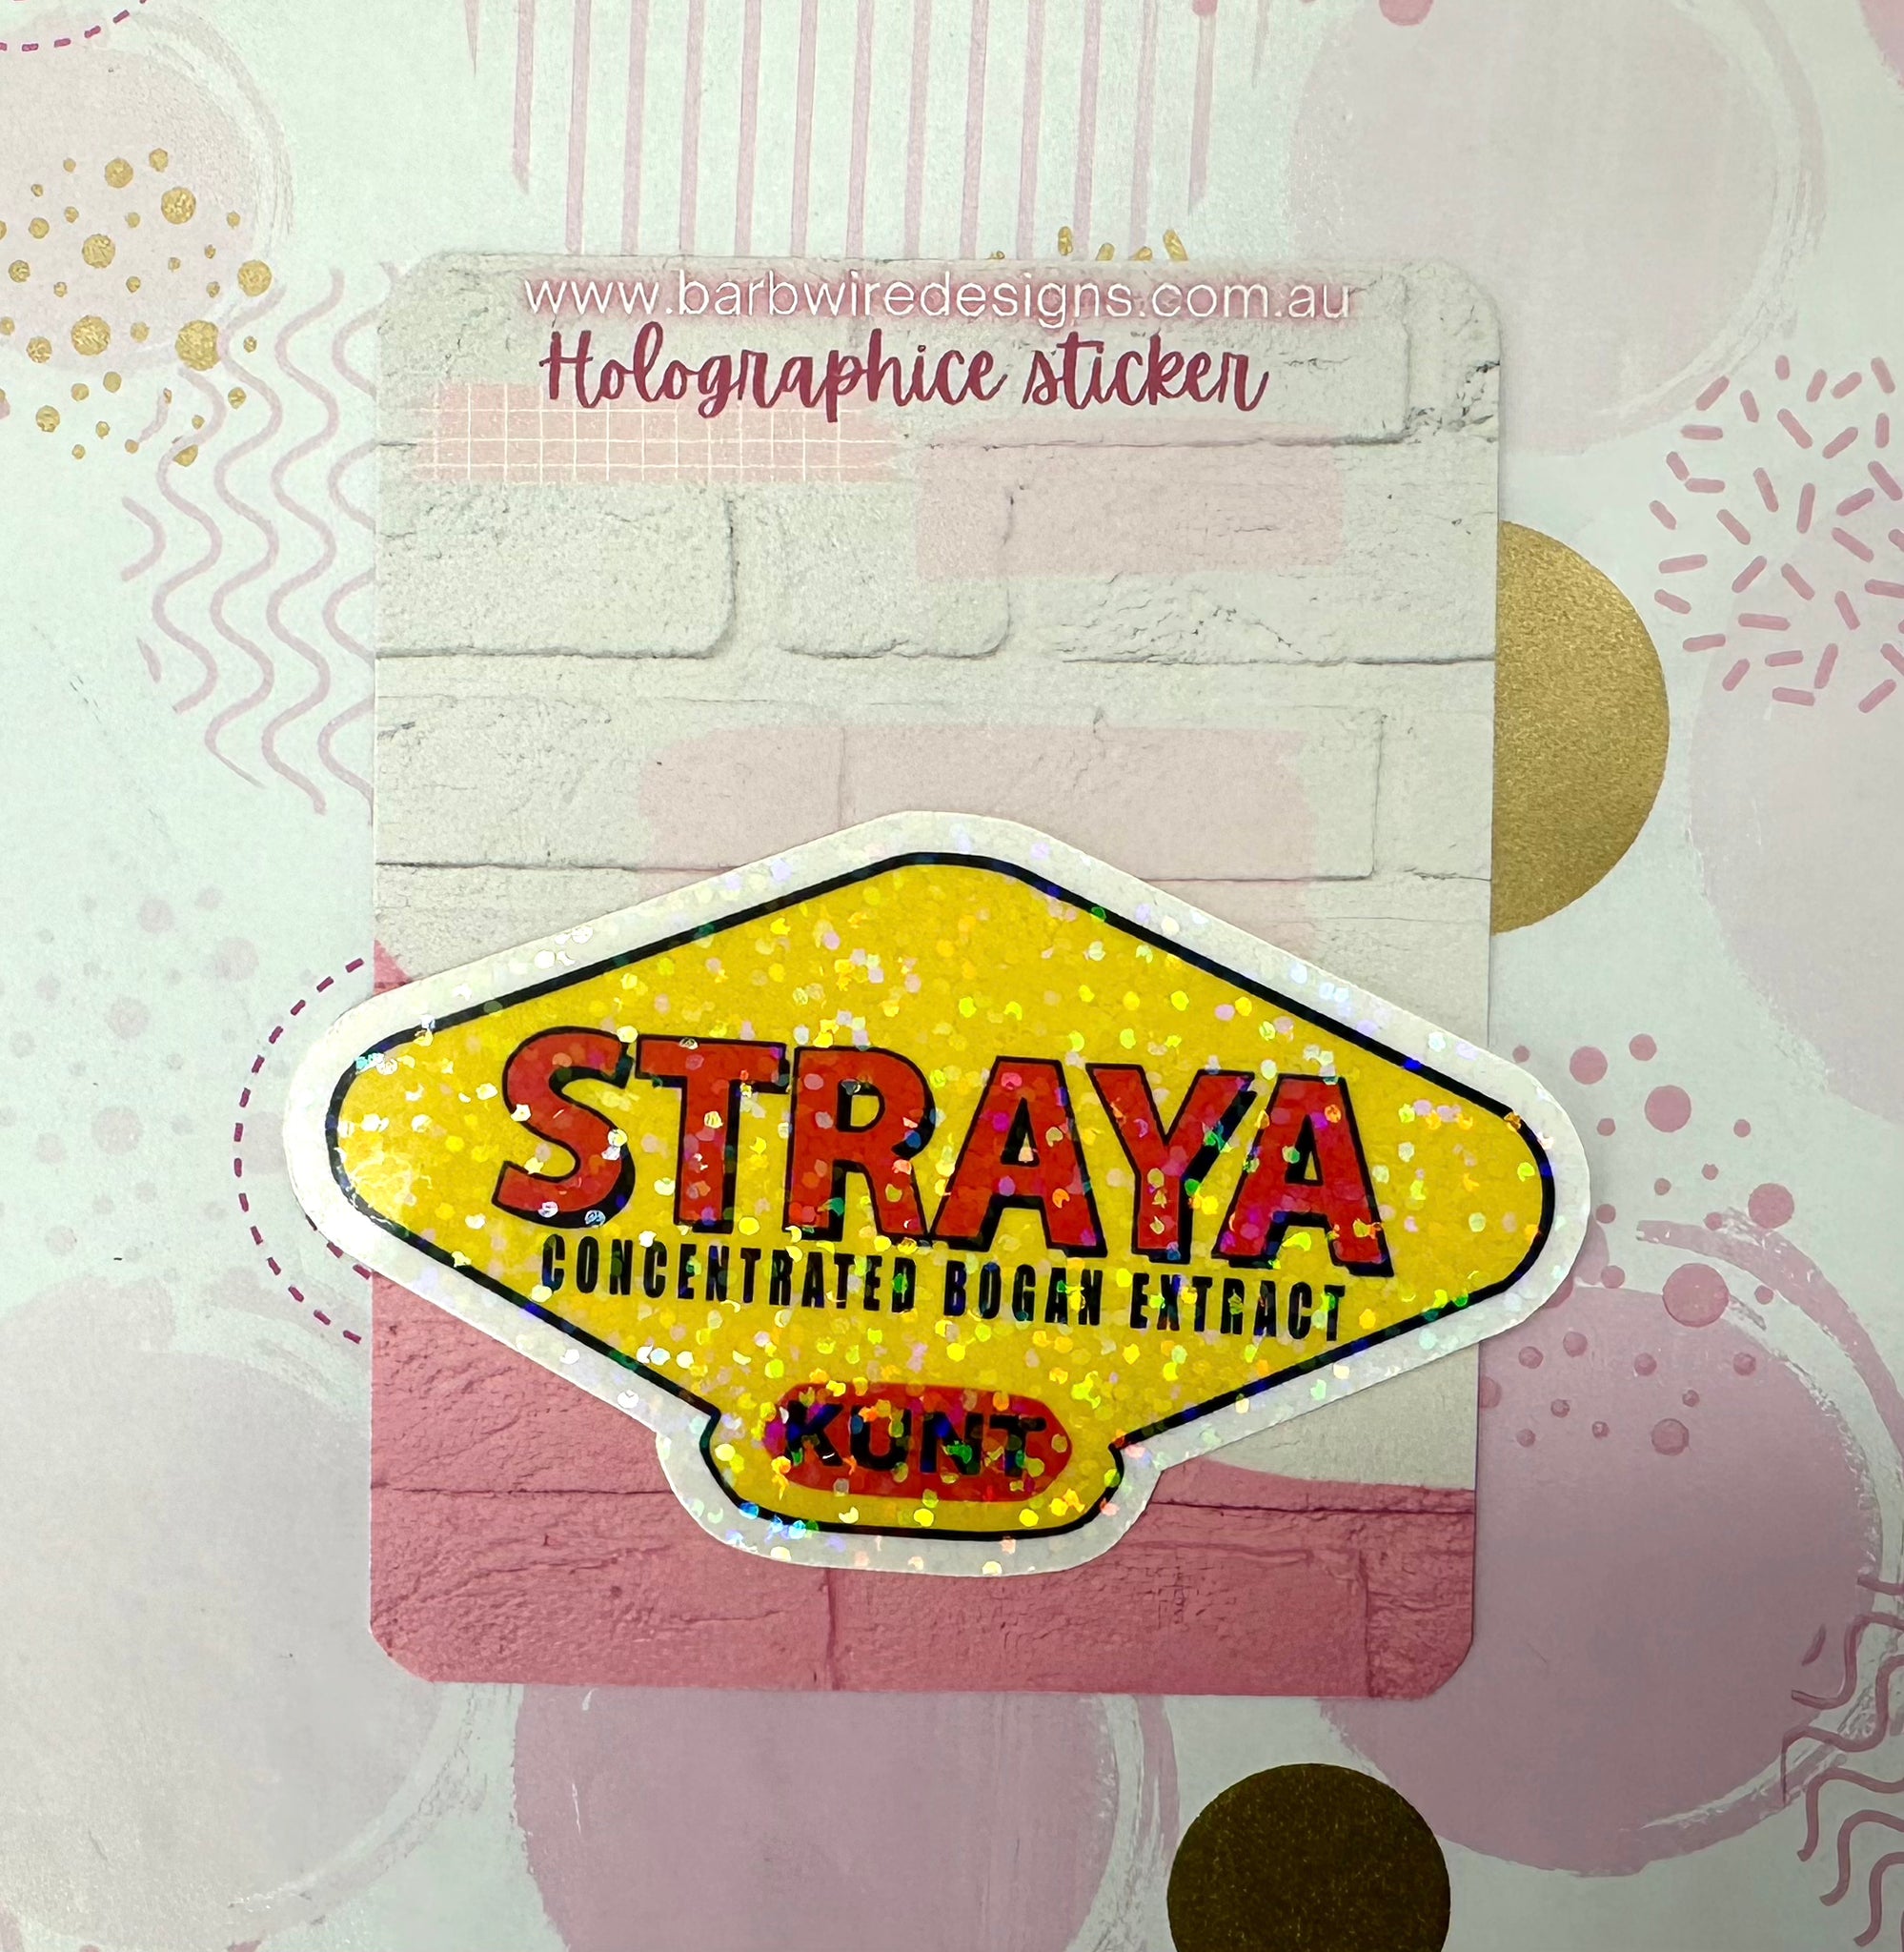 www.barbwiredesigns.com.au
Holographice sticker
STRAYA
CONCENTRATED BOGAN EXTRACT
KUNT